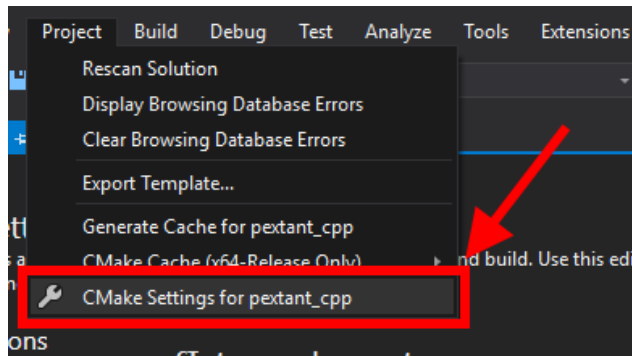 Project Build Debug Test Analyze Tools Extensions
Rescan Solution
Display Browsing Database Errors
Clear Browsing Database Errors
Export Template...
Generate Cache for pextant_cpp
CMake Cache (x64-Release Only)
nd build. Use this edi
CMake Settings for pextant_cpp
ons